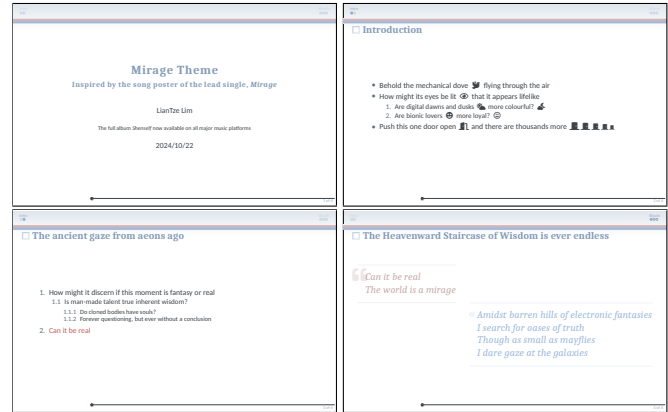 Mirage Theme
Inspired by the song poster of the lead single, Mirage
LianTze Lim
The full album Shenself now available on all major music platforms
2024/10/22
Introduction
Behold the mechanical dove flying through the air
How might its eyes be lit that it appears lifelike
1. Are digital dawns and dusks more colourful?
2. Are bionic lovers more loyal?
Push this one door open and there are thousands more
The ancient gaze from aeons ago
1. How might it discern if this moment is fantasy or real
1.1 Is man-made talent true inherent wisdom?
1.1.1 Do cloned bodies have souls?
1.1.2 Forever questioning, but ever without a conclusion
2. Can it be real
The Heavenward Staircase of Wisdom is ever endless
“Can it be real
The world is a mirage
“ Amidst barren hills of electronic fantasies
I search for oases of truth
Though as small as mayflies
I dare gaze at the galaxies